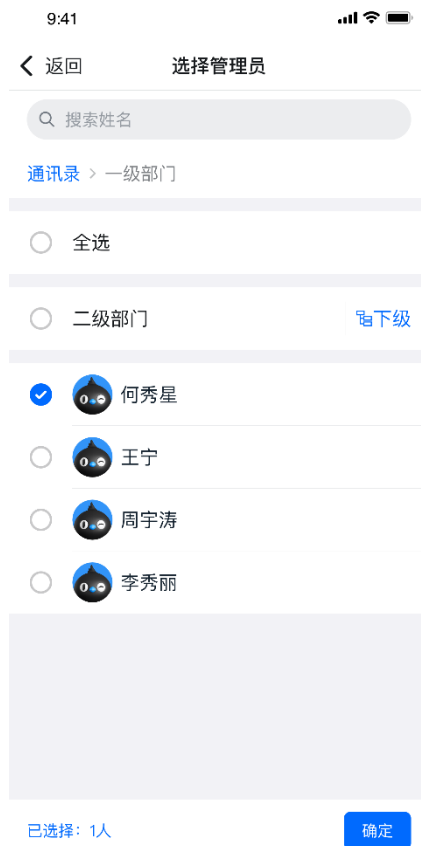 9:41
返回
选择管理员
搜索姓名
通讯录 > 一级部门
全选
二级部门
下级
何秀星
王宁
周宇涛
李秀丽
已选择：1人
确定